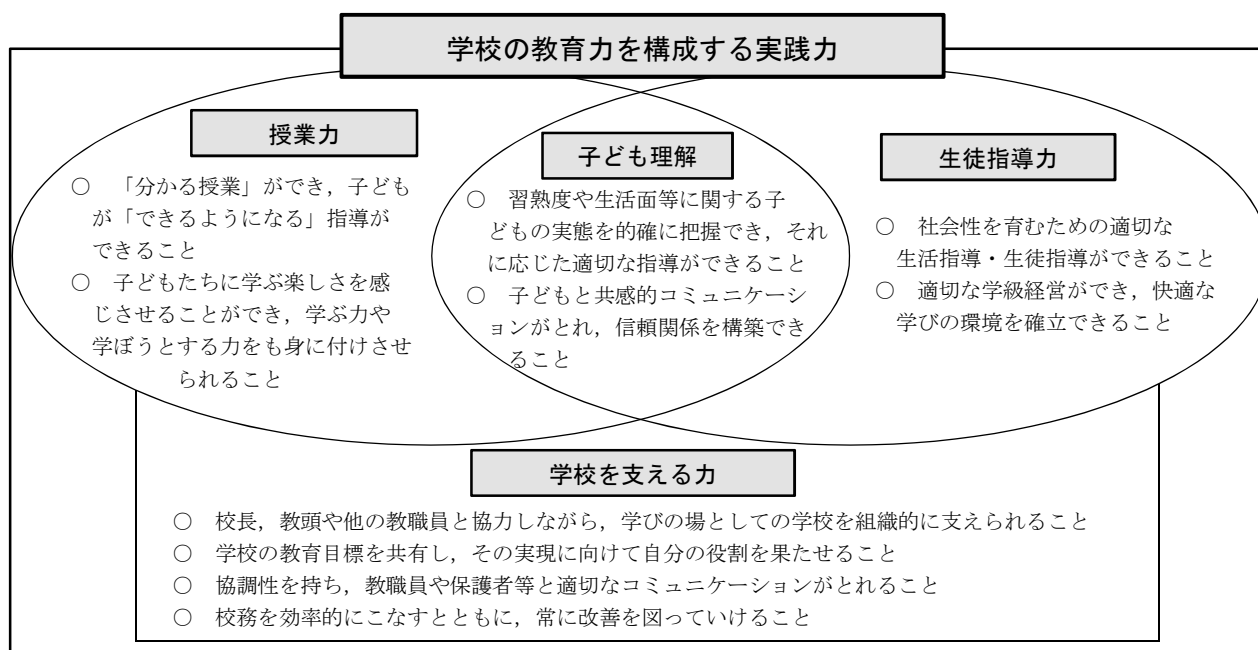 学校の教育力を構成する実践力
授業力
○ 「分かる授業」ができ，子ども
が「できるようになる」指導が
できること
○ 子どもたちに学ぶ楽しさを感
じさせることができ，学ぶ力や
学ぼうとする力をも身に付けさせ
られること
子ども理解
○ 習熟度や生活面等に関する子
どもの実態を的確に把握でき，それ
に応じた適切な指導ができること
○ 子どもと共感的コミュニケーシ
ョンがとれ，信頼関係を構築でき
ること
生徒指導力
○ 社会性を育むための適切な
生活指導・生徒指導ができること
○ 適切な学級経営ができ，快適な
学びの環境を確立できること
学校を支える力
○ 校長，教頭や他の教職員と協力しながら，学びの場としての学校を組織的に支えられること
○ 学校の教育目標を共有し，その実現に向けて自分の役割を果たせること
○ 協調性を持ち，教職員や保護者等と適切なコミュニケーションがとれること
○ 校務を効率的にこなすとともに，常に改善を図っていけること